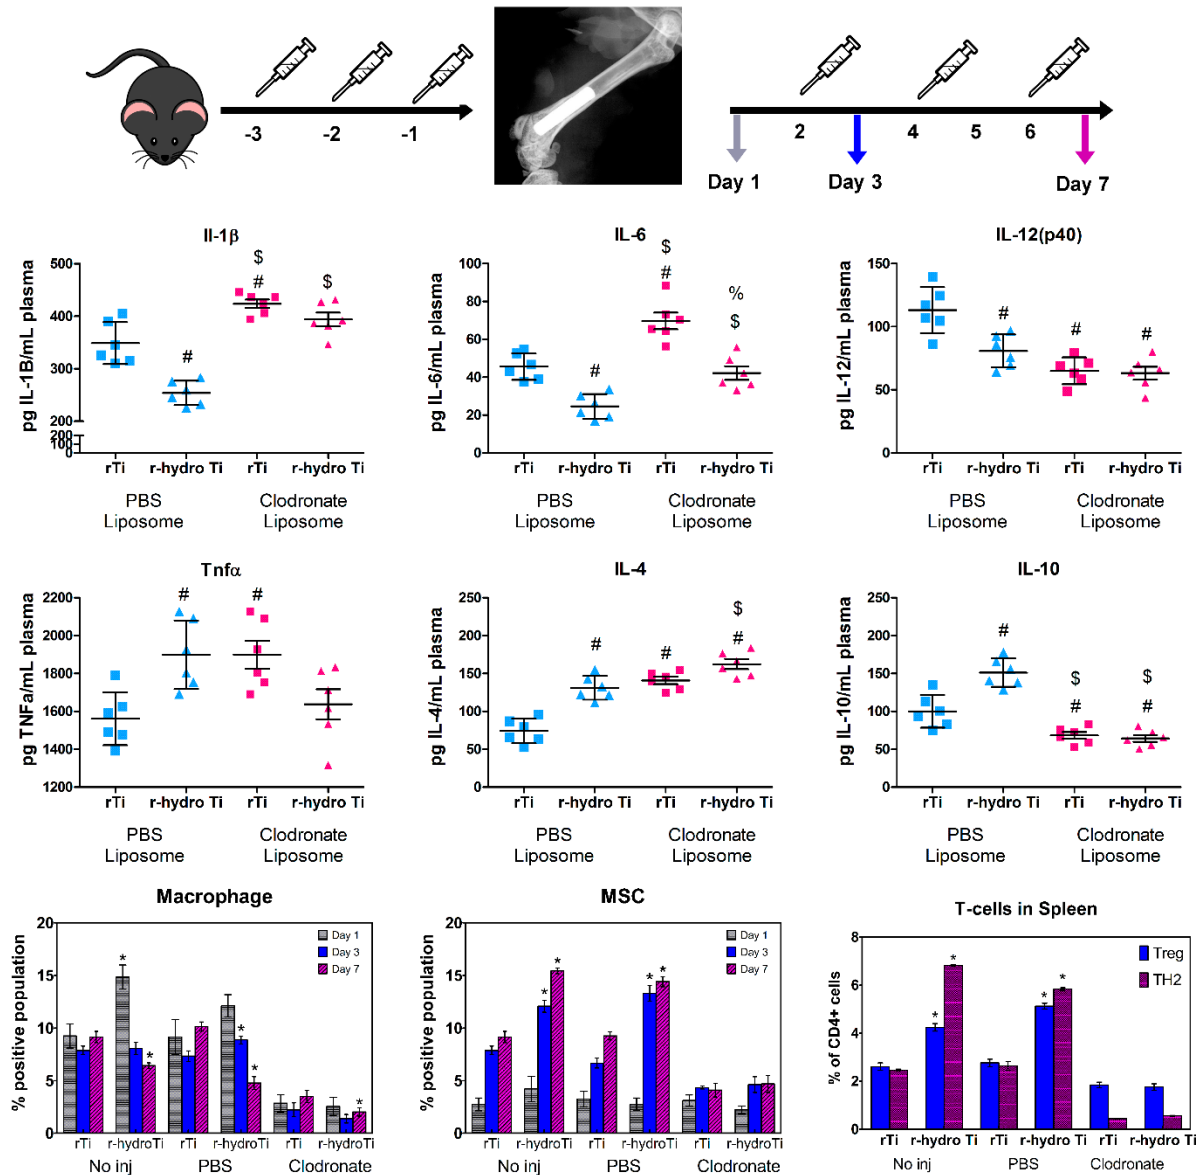 -3 -2 -1
2 4 5 6
Day 1 Day 3 Day 7
Il-1β
pg IL-1B/mL plasma
500
400
300
200
200
100
0
$
#
$
#
rTi r-hydro Ti rTi r-hydro Ti
PBS Liposome
Clodronate Liposome
IL-6
pg IL-6/mL plasma
100
80
60
40
20
0
$
#
%
$
#
rTi r-hydro Ti rTi r-hydro Ti
PBS Liposome
Clodronate Liposome
IL-12(p40)
pg IL-12/mL plasma
150
100
50
0
# # #
rTi r-hydro Ti rTi r-hydro Ti
PBS Liposome
Clodronate Liposome
Tnfα
pg TNFa/mL plasma
2200
2000
1800
1600
1400
1200
# #
rTi r-hydro Ti rTi r-hydro Ti
PBS Liposome
Clodronate Liposome
IL-4
pg IL-4/mL plasma
250
200
150
100
50
0
$
# # #
rTi r-hydro Ti rTi r-hydro Ti
PBS Liposome
Clodronate Liposome
IL-10
pg IL-10/mL plasma
250
200
150
100
50
0
#
$ $
# #
rTi r-hydro Ti rTi r-hydro Ti
PBS Liposome
Clodronate Liposome
Macrophage
% positive population
20
15
10
5
0
Day 1
Day 3
Day 7
* * * * *
rTi r-hydroTi rTi r-hydroTi rTi r-hydroTi
No inj PBS Clodronate
MSC
% positive population
20
15
10
5
0
Day 1
Day 3
Day 7
* * * *
rTi r-hydroTi rTi r-hydroTi rTi r-hydroTi
No inj PBS Clodronate
T-cells in Spleen
% of CD4+ cells
8
6
4
2
0
Treg
TH2
* * * *
rTi r-hydro Ti rTi r-hydro Ti rTi r-hydro Ti
No inj PBS Clodronate